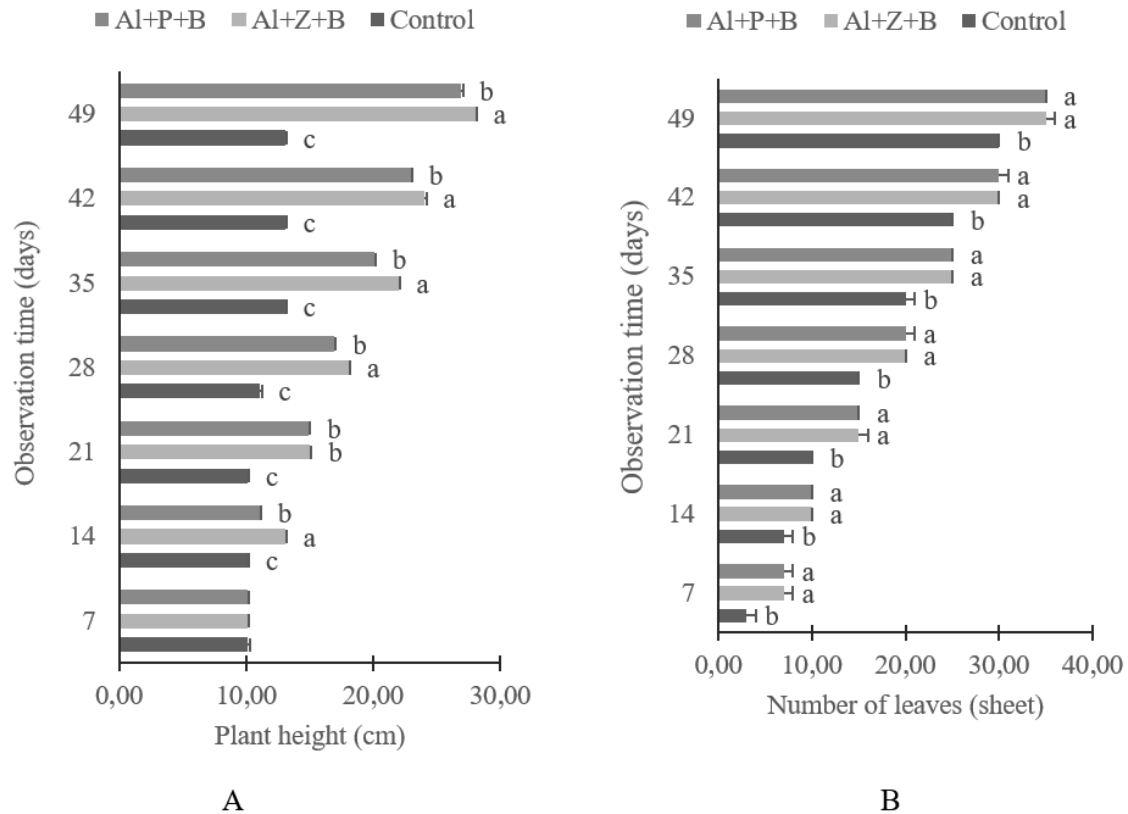 Al+P+B Al+Z+B Control
Observation time (days)
49
b
a
c
42
b
a
c
35
b
a
c
28
b
a
c
21
b
b
c
14
b
a
c
7
0,00 10,00 20,00 30,00
Plant height (cm)
A
Al+P+B Al+Z+B Control
Observation time (days)
49
a
a
b
42
a
a
b
35
a
a
b
28
a
a
b
21
a
a
b
14
a
a
b
7
a
a
b
0,00 10,00 20,00 30,00 40,00
Number of leaves (sheet)
B